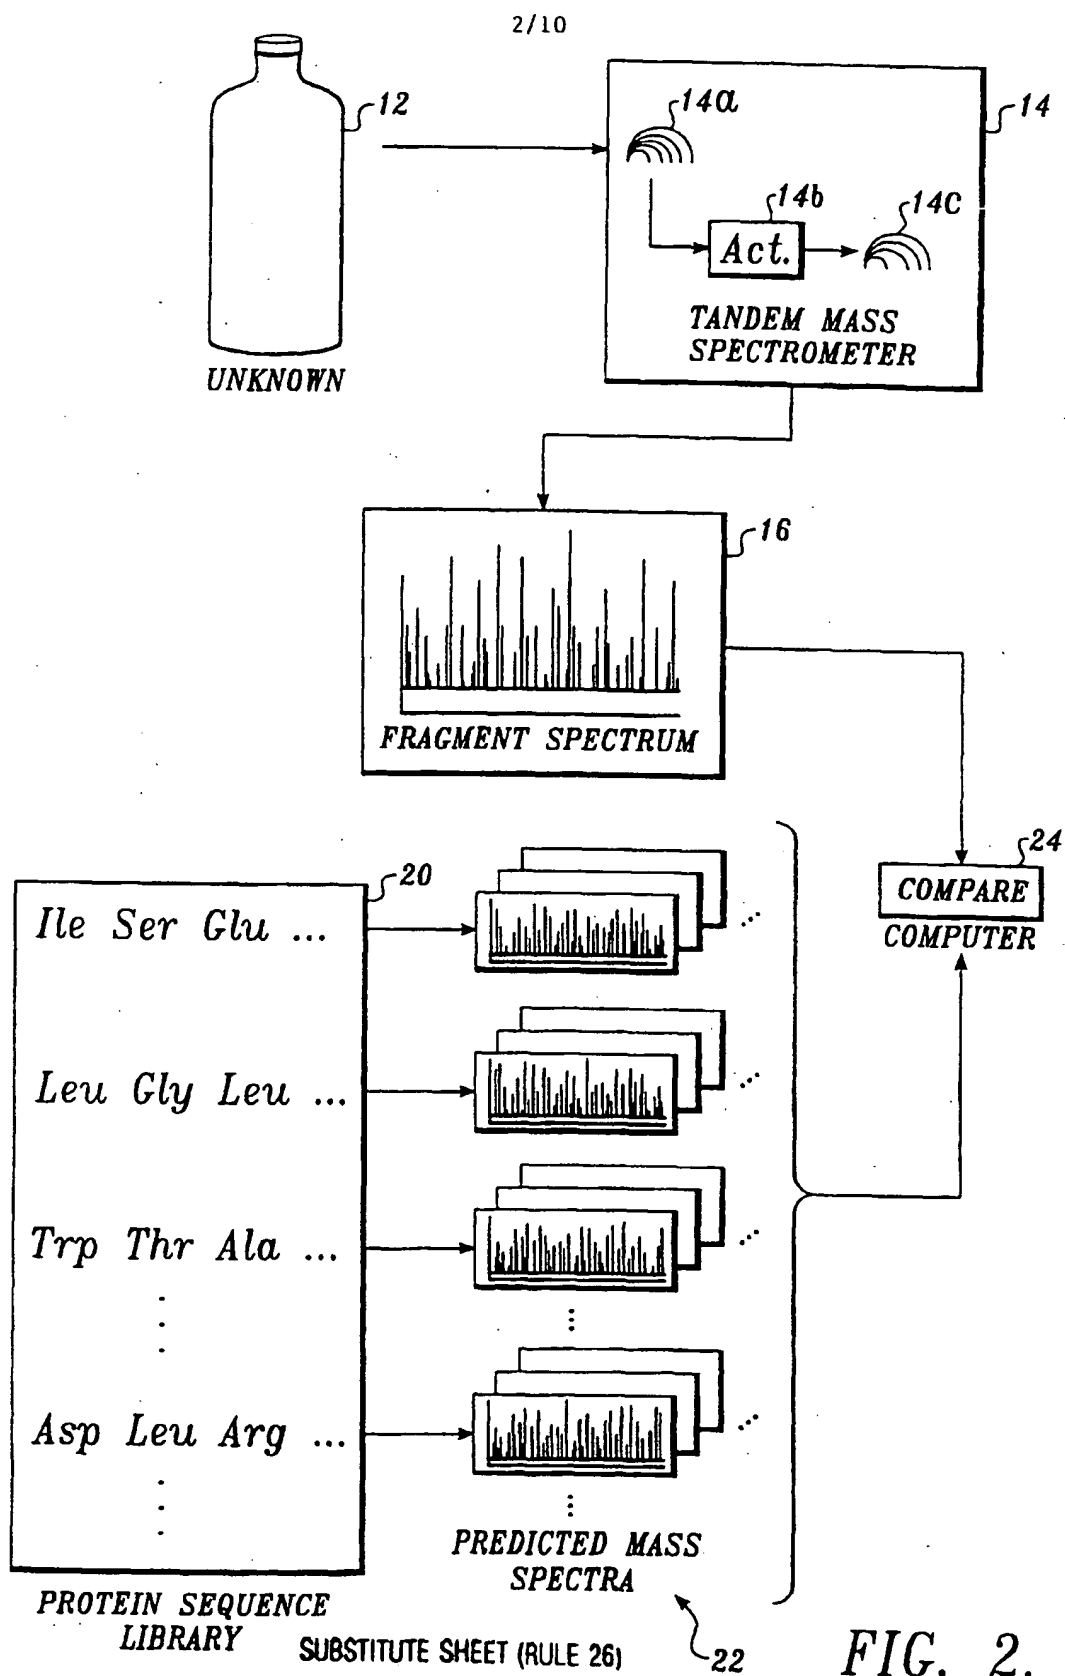 2/10
12
UNKNOWN
14a
14
14b
14c
Act.
TANDEM MASS
SPECTROMETER
16
FRAGMENT SPECTRUM
24
COMPARE
COMPUTER
20
Ile Ser Glu ...
Leu Gly Leu ...
Trp Thr Ala ...
Asp Leu Arg ...
PREDICTED MASS
SPECTRA
22
PROTEIN SEQUENCE
LIBRARY
SUBSTITUTE SHEET (RULE 26)
FIG. 2.